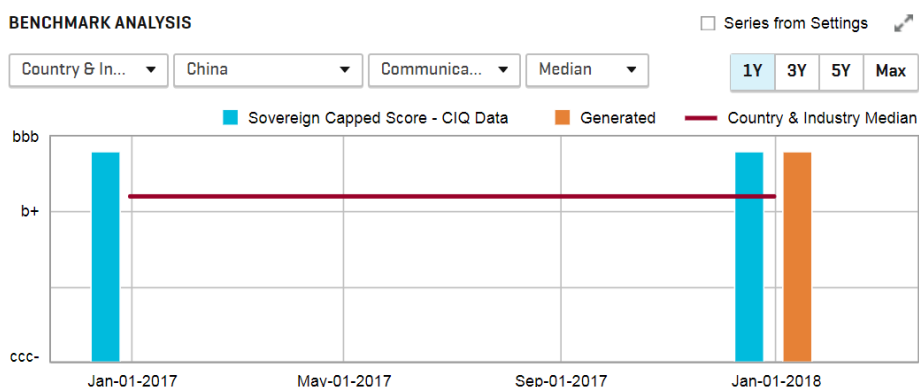 BENCHMARK ANALYSIS
Series from Settings
Country & In...
China
Communica...
Median
1Y 3Y 5Y Max
Sovereign Capped Score - CIQ Data
Generated
Country & Industry Median
bbb
b+
ccc-
Jan-01-2017
May-01-2017
Sep-01-2017
Jan-01-2018